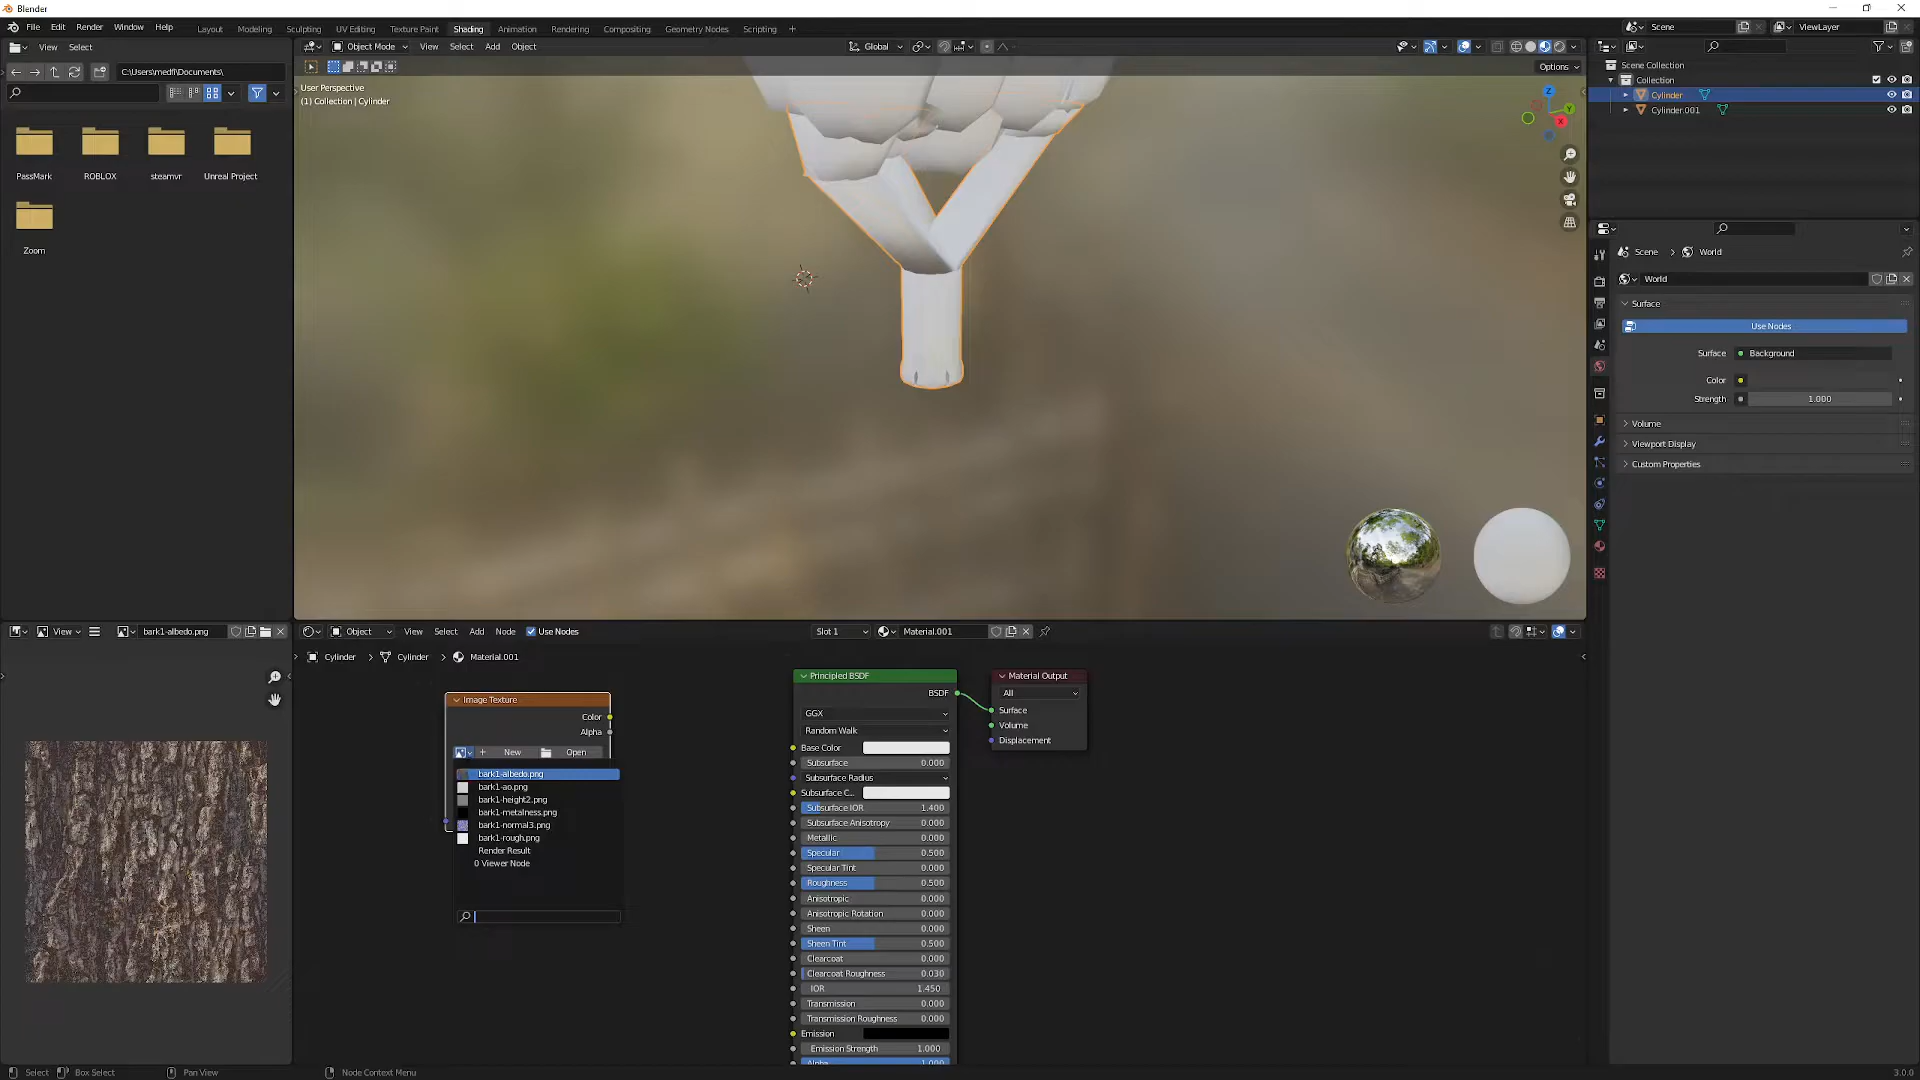 Blender
File Edit Render Window Help
Layout Modeling Sculpting UV Editing Texture Paint Shading Animation Rendering Compositing Geometry Nodes Scripting +
Scene
ViewLayer
View Select
C:\Users\medfl\Documents\
PassMark ROBLOX steamvr Unreal Project
Zoom
Object Mode View Select Add Object
Global
Options
User Perspective
(1) Collection | Cylinder
Z
Y
X
Scene Collection
Collection
Cylinder
Cylinder.001
Scene > World
World
Surface
Use Nodes
Surface Background
Color
Strength 1.000
Volume
Viewport Display
Custom Properties
View bark1-albedo.png
Object View Select Add Node Use Nodes
Slot 1 Material.001
Cylinder > Cylinder > Material.001
Image Texture
Color
Alpha
+ New Open
bark1-albedo.png
bark1-ao.png
bark1-height2.png
bark1-metalness.png
bark1-normal3.png
bark1-rough.png
Render Result
0 Viewer Node
Principled BSDF
BSDF
GGX
Random Walk
Base Color
Subsurface 0.000
Subsurface Radius
Subsurface C...
Subsurface IOR 1.400
Subsurface Anisotropy 0.000
Metallic 0.000
Specular 0.500
Specular Tint 0.000
Roughness 0.500
Anisotropic 0.000
Anisotropic Rotation 0.000
Sheen 0.000
Sheen Tint 0.500
Clearcoat 0.000
Clearcoat Roughness 0.030
IOR 1.450
Transmission 0.000
Transmission Roughness 0.000
Emission
Emission Strength 1.000
Alpha 1.000
Material Output
All
Surface
Volume
Displacement
Select Box Select Pan View Node Context Menu
3.0.0